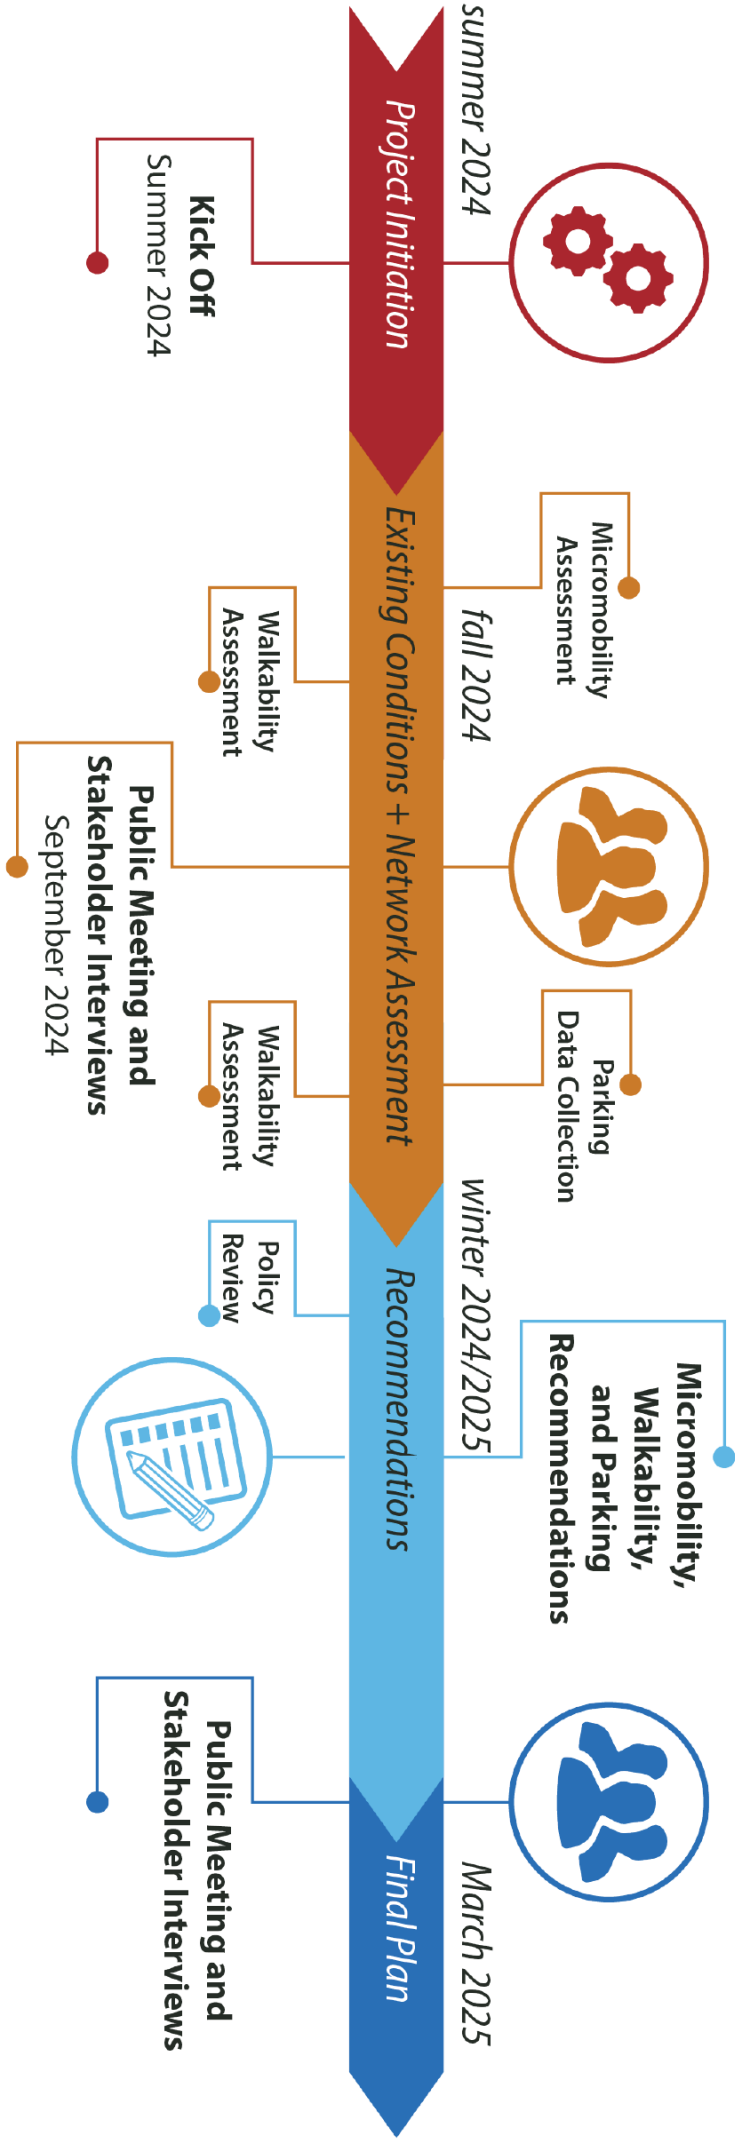 summer 2024
Project Initiation
Kick Off
Summer 2024
Micromobility
Assessment
fall 2024
Existing Conditions + Network Assessment
Walkability
Assessment
Public Meeting and
Stakeholder Interviews
September 2024
Parking
Data Collection
Walkability
Assessment
winter 2024/2025
Recommendations
Policy
Review
Micromobility,
Walkability,
and Parking
Recommendations
Public Meeting and
Stakeholder Interviews
March 2025
Final Plan